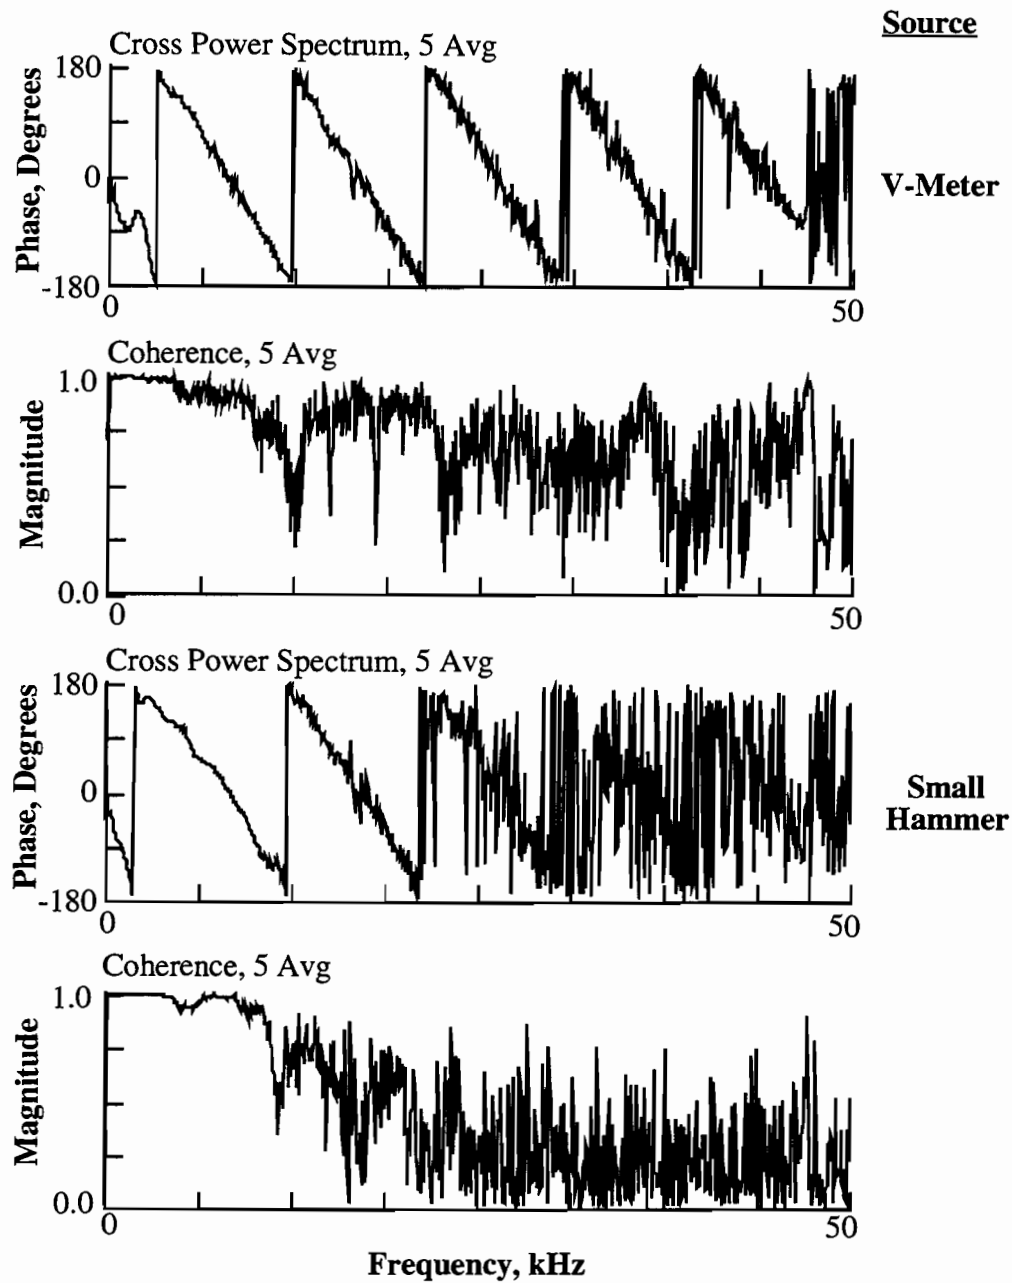 Source
Cross Power Spectrum, 5 Avg
180
0
-180
Phase, Degrees
0
50
V-Meter
Coherence, 5 Avg
1.0
0.0
Magnitude
0
50
Cross Power Spectrum, 5 Avg
180
0
-180
Phase, Degrees
0
50
Small
Hammer
Coherence, 5 Avg
1.0
0.0
Magnitude
0
50
Frequency, kHz